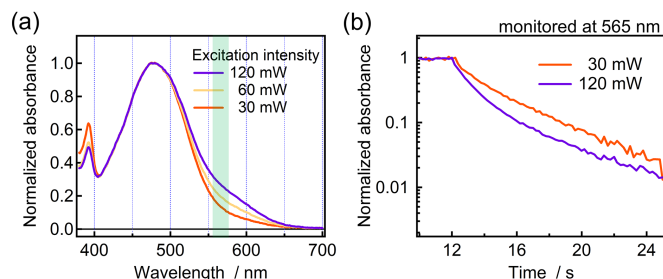 (a)
Normalized absorbance
1.0
0.8
0.6
0.4
0.2
0.0
Excitation intensity
120 mW
60 mW
30 mW
400 500 600 700
Wavelength / nm
(b)
monitored at 565 nm
Normalized absorbance
1
0.1
0.01
30 mW
120 mW
12 16 20 24
Time / s